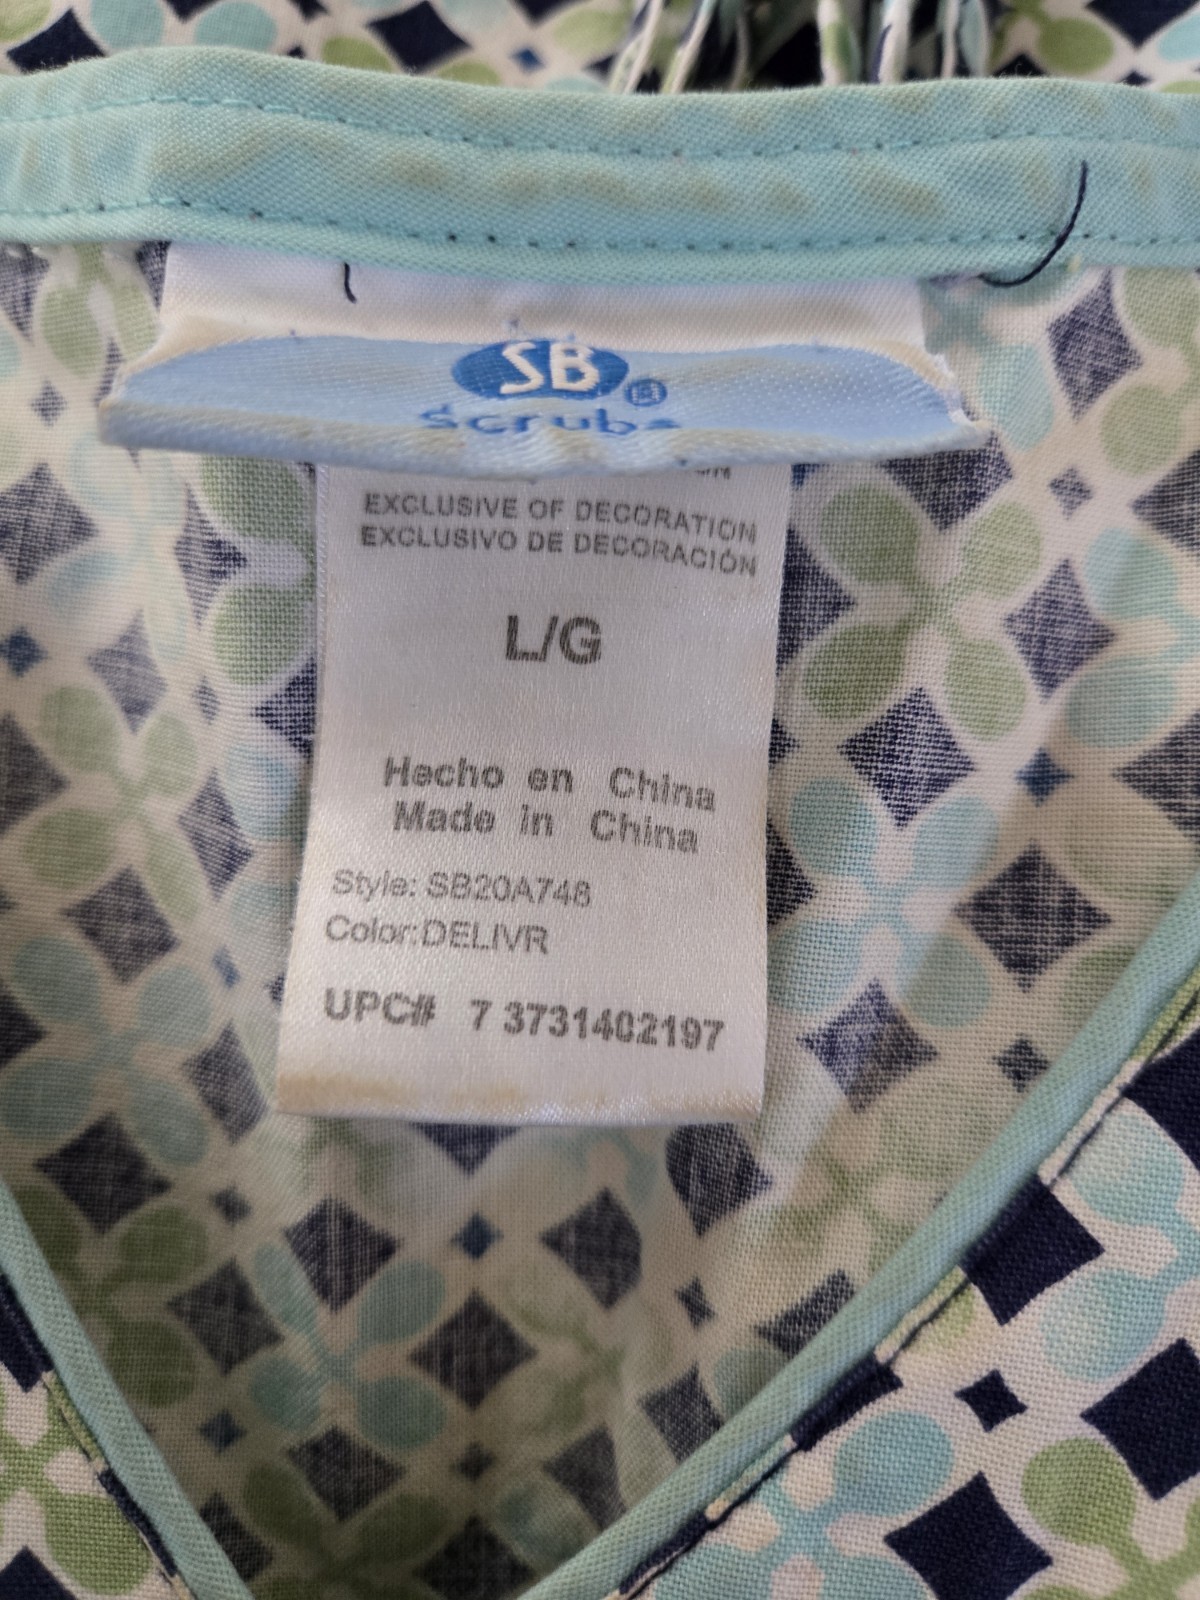 SB
Scrubs
EXCLUSIVE OF DECORATION
EXCLUSIVO DE DECORACIÓN
L/G
Hecho en China
Made in China
Style: SB20A748
Color:DELIVR
UPC# 7 3731402197